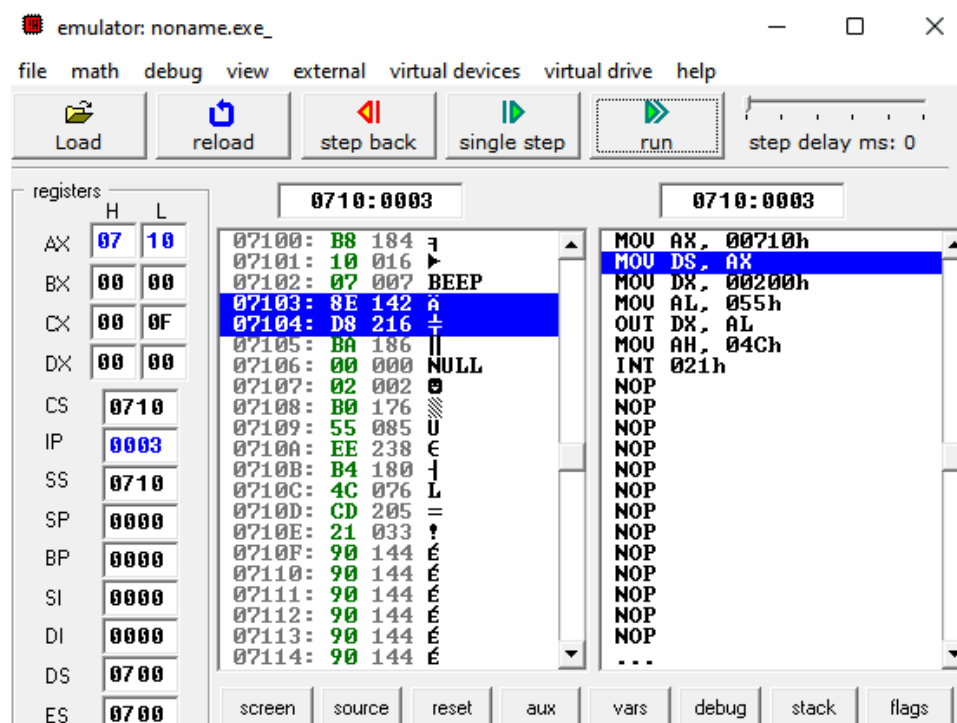 emulator: noname.exe_
file math debug view external virtual devices virtual drive help
Load reload step back single step run step delay ms: 0
registers
H L
AX 07 10
BX 00 00
CX 00 0F
DX 00 00
CS 0710
IP 0003
SS 0710
SP 0000
BP 0000
SI 0000
DI 0000
DS 0700
ES 0700
0710:0003
07100: B8 184 ╕
07101: 10 016 ►
07102: 07 007 BEEP
07103: 8E 142 Ä
07104: D8 216 ╪
07105: BA 186 ║
07106: 00 000 NULL
07107: 02 002 ☻
07108: B0 176 ░
07109: 55 085 U
0710A: EE 238 ε
0710B: B4 180 ┤
0710C: 4C 076 L
0710D: CD 205 ═
0710E: 21 033 !
0710F: 90 144 É
07110: 90 144 É
07111: 90 144 É
07112: 90 144 É
07113: 90 144 É
07114: 90 144 É
0710:0003
MOV AX, 00710h
MOV DS, AX
MOV DX, 00200h
MOV AL, 055h
OUT DX, AL
MOV AH, 04Ch
INT 021h
NOP
NOP
NOP
NOP
NOP
NOP
NOP
NOP
NOP
NOP
NOP
NOP
NOP
...
screen source reset aux vars debug stack flags